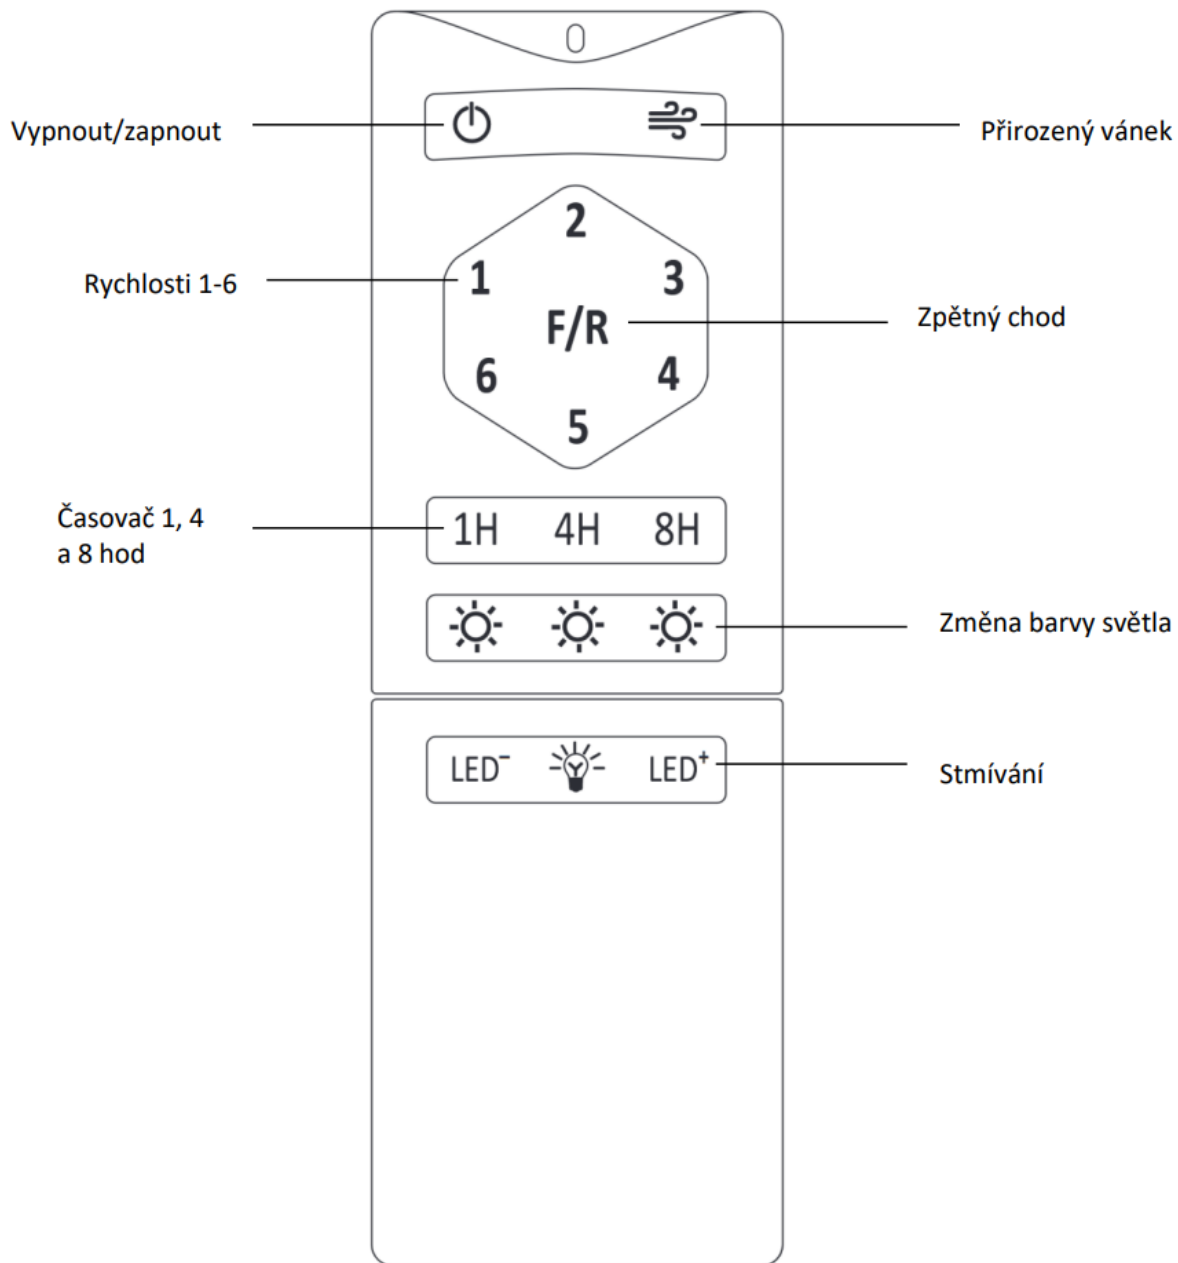 Vypnout/zapnout
Přirozený vánek
2
Rychlosti 1-6
1
3
F/R
Zpětný chod
6
4
5
Časovač 1, 4
a 8 hod
1H 4H 8H
Změna barvy světla
LED⁻ LED⁺
Stmívání